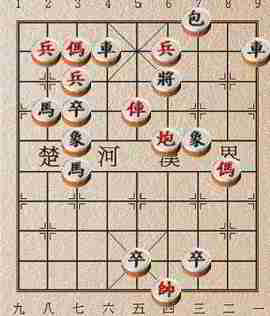 1 2 3 4 5 6 7 8 9
包
兵 傌 車 兵 車
兵 將
馬 卒 俥
象 炮 象
楚 河 漢 界
馬 傌
卒 卒
帥
九 八 七 六 五 四 三 二 一